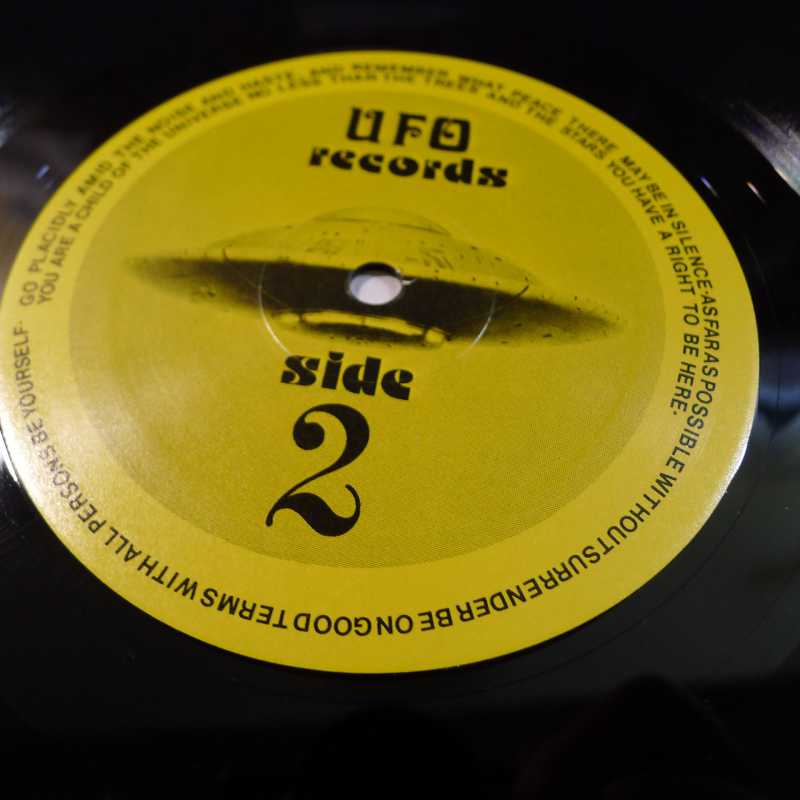 UFO
records
side
2
GO PLACIDLY AMID THE NOISE AND HASTE, AND REMEMBER WHAT PEACE THERE MAY BE IN SILENCE·AS FAR AS POSSIBLE WITHOUT SURRENDER BE ON GOOD TERMS WITH ALL PERSONS BE YOURSELF·
YOU ARE A CHILD OF THE UNIVERSE NO LESS THAN THE TREES AND THE STARS YOU HAVE A RIGHT TO BE HERE·